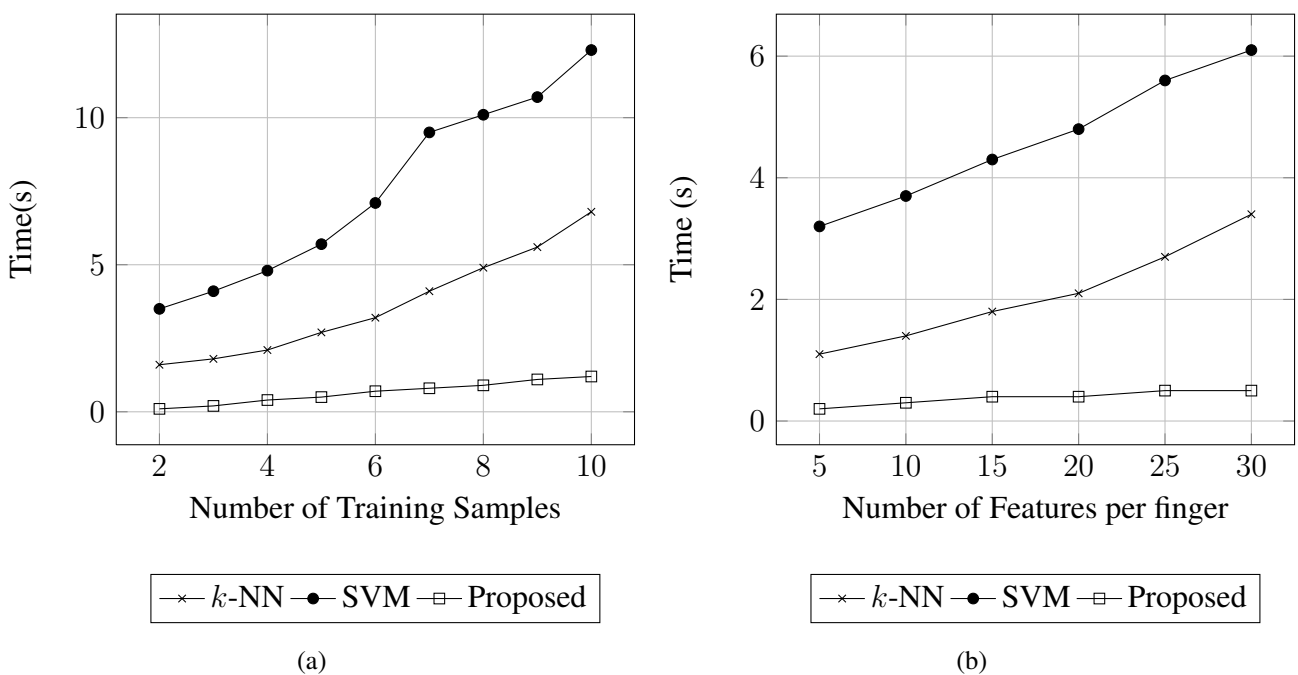 10
5
0
Time(s)
2 4 6 8 10
Number of Training Samples
k-NN SVM Proposed
(a)
6
4
2
0
Time (s)
5 10 15 20 25 30
Number of Features per finger
k-NN SVM Proposed
(b)